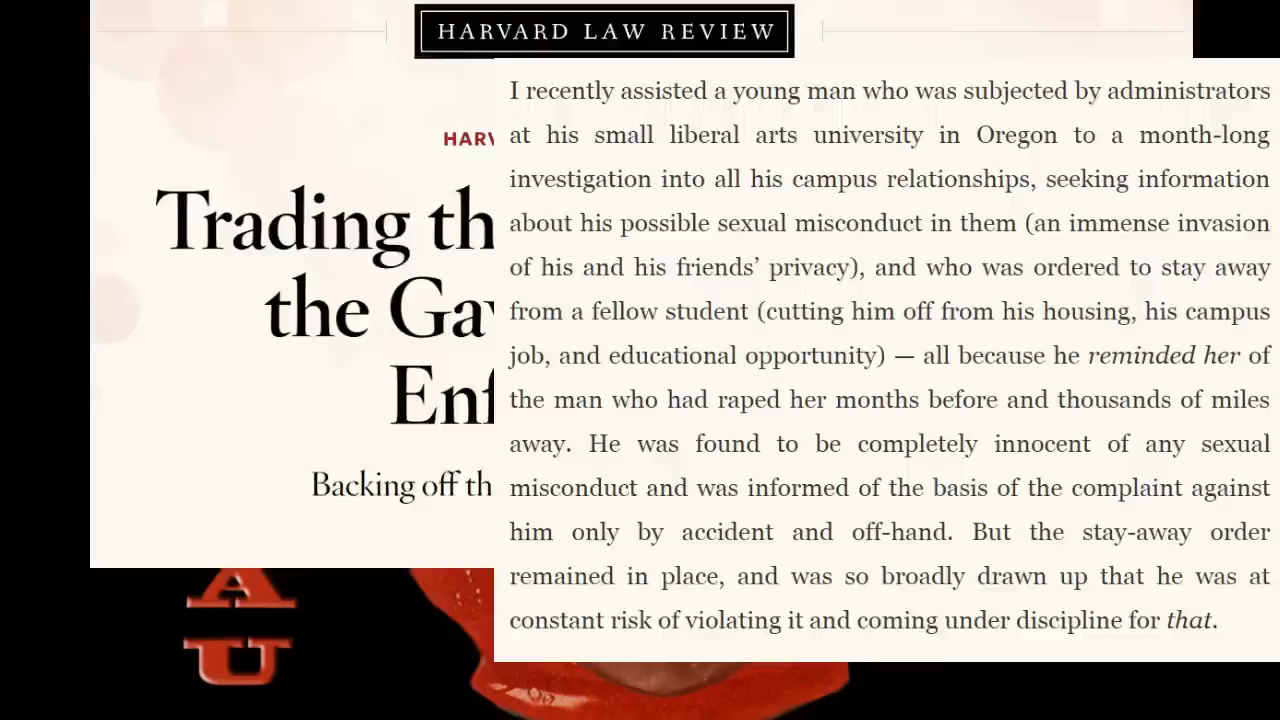 HARVARD LAW REVIEW
Trading th
the Ga
Enf
Backing off th
I recently assisted a young man who was subjected by administrators
at his small liberal arts university in Oregon to a month-long
investigation into all his campus relationships, seeking information
about his possible sexual misconduct in them (an immense invasion
of his and his friends’ privacy), and who was ordered to stay away
from a fellow student (cutting him off from his housing, his campus
job, and educational opportunity) — all because he reminded her of
the man who had raped her months before and thousands of miles
away. He was found to be completely innocent of any sexual
misconduct and was informed of the basis of the complaint against
him only by accident and off-hand. But the stay-away order
remained in place, and was so broadly drawn up that he was at
constant risk of violating it and coming under discipline for that.
A
U